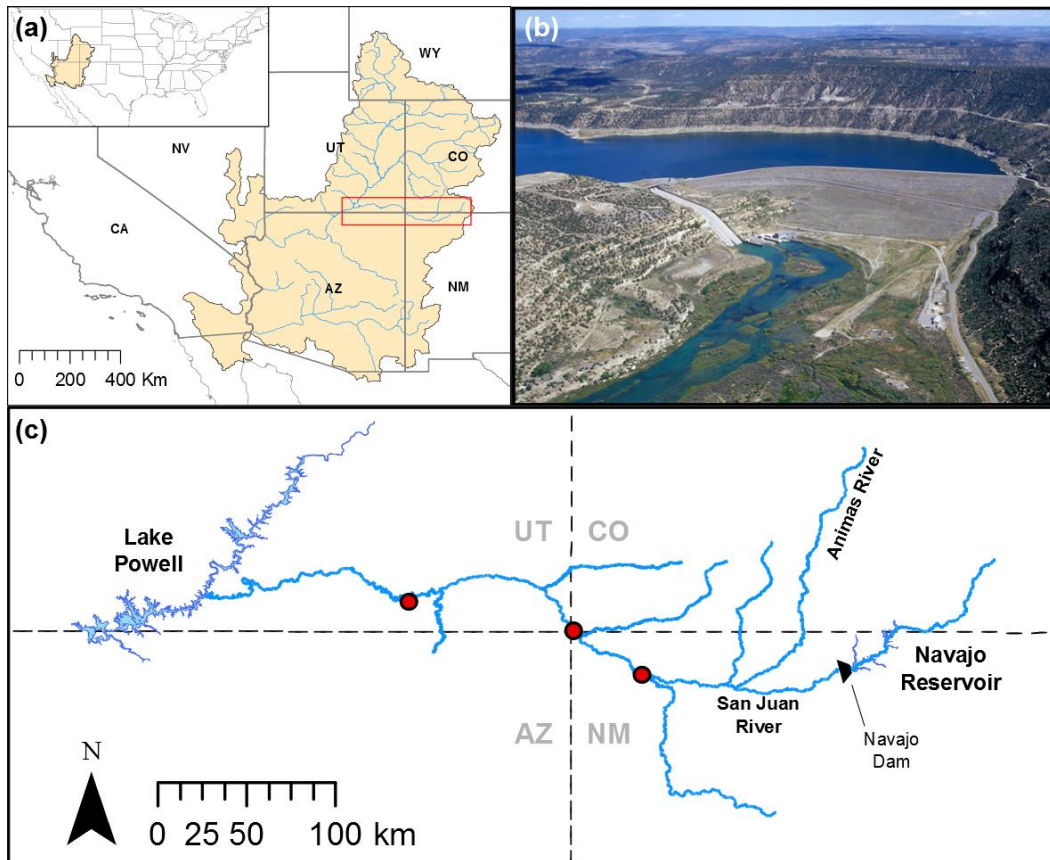 (a)
WY
NV
UT
CO
CA
AZ
NM
0 200 400 Km
(b)
(c)
Lake
Powell
UT CO
Animas River
Navajo
Reservoir
San Juan
River
AZ NM
Navajo
Dam
N
0 25 50 100 km